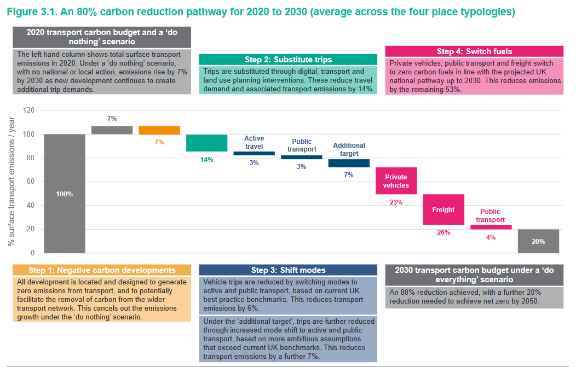 Figure 3.1. An 80% carbon reduction pathway for 2020 to 2030 (average across the four place typologies)
2020 transport carbon budget and a ‘do
nothing’ scenario
The left hand column shows total surface transport
emissions in 2020. Under a ‘do nothing’ scenario,
with no national or local action, emissions rise by 7%
by 2030 as new development continues to create
additional trip demands.
Step 2: Substitute trips
Trips are substituted through digital, transport and
land use planning interventions. These reduce travel
demand and associated transport emissions by 14%
Step 4: Switch fuels
Private vehicles, public transport and freight switch
to zero carbon fuels in line with the projected UK
national pathway up to 2030. This reduces emissions
by the remaining 53%.
% surface transport emissions / year
120
100
80
60
40
20
0
100%
7%
7%
14%
Active
travel
3%
Public
transport
3%
Additional
target
7%
Private
vehicles
23%
Freight
26%
Public
transport
4%
20%
Step 1: Negative carbon developments
All development is located and designed to generate
zero emissions from transport, and to potentially
facilitate the removal of carbon from the wider
transport network. This cancels out the emissions
growth under the ‘do nothing’ scenario.
Step 3: Shift modes
Vehicle trips are reduced by switching modes to
active and public transport, based on current UK
best practice benchmarks. This reduces transport
emissions by 6%.
Under the ‘additional target’, trips are further reduced
through increased mode shift to active and public
transport, based on more ambitious assumptions
that exceed current UK benchmarks. This reduces
transport emissions by a further 7%.
2030 transport carbon budget under a ‘do
everything’ scenario
An 80% reduction achieved, with a further 20%
reduction needed to achieve net zero by 2050.